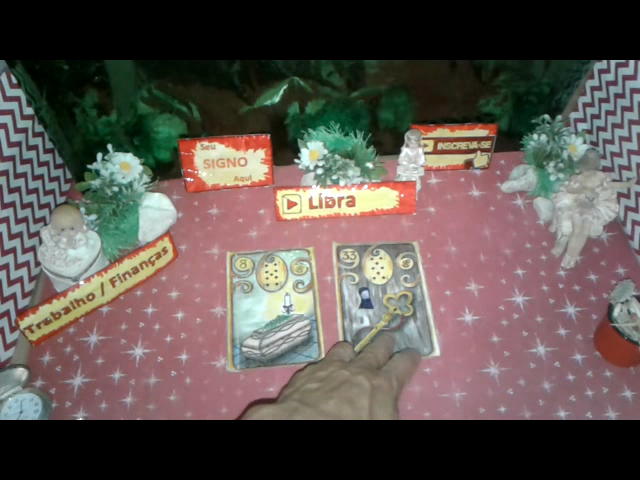 Seu
SIGNO
Aqui
INSCREVA-SE
Libra
Trabalho / Finanças
8
33